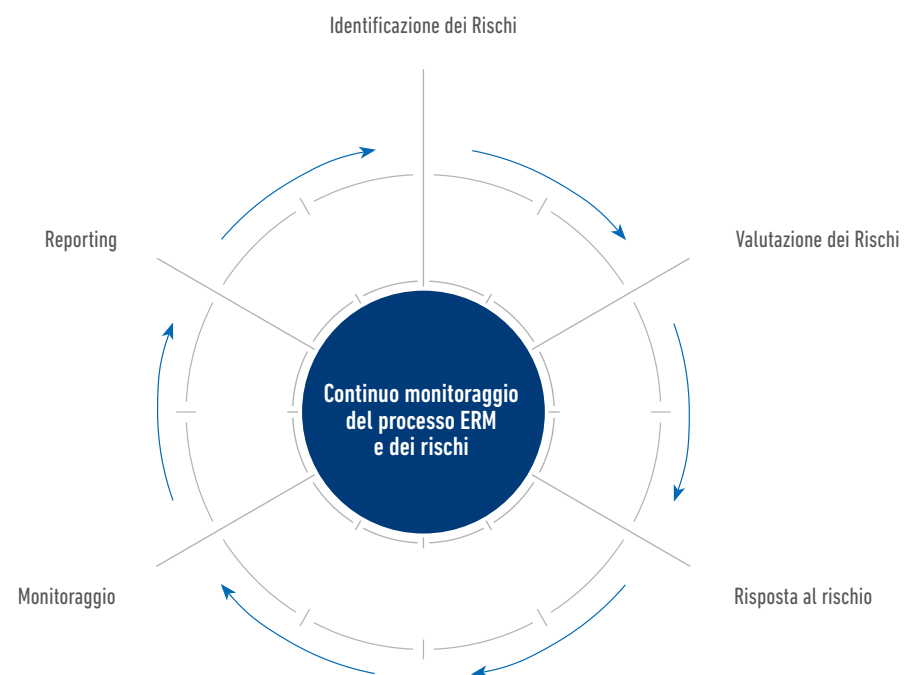 Identificazione dei Rischi
Reporting
Valutazione dei Rischi
Continuo monitoraggio
del processo ERM
e dei rischi
Monitoraggio
Risposta al rischio